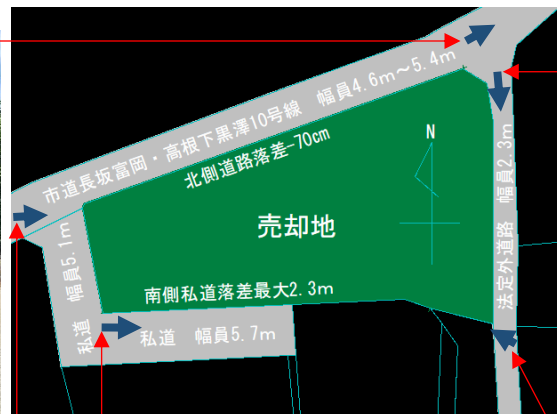 市道長坂富岡・高根下黒澤10号線　幅員4.6m～5.4m
北側道路落差-70cm
N
売却地
法定外道路　幅員2.3m
私道　幅員5.1m
南側私道落差最大2.3m
私道　幅員5.7m